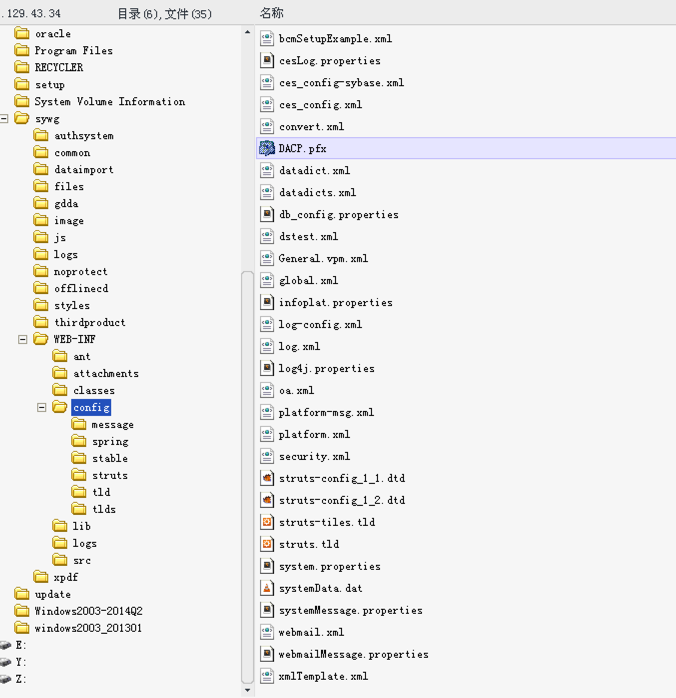 .129.43.34 目录(6),文件(35)
名称
oracle
Program Files
RECYCLER
setup
System Volume Information
sywg
authsystem
common
dataimport
files
gdda
image
js
logs
noprotect
offlinecd
styles
thirdproduct
WEB-INF
ant
attachments
classes
config
message
spring
stable
struts
tld
tlds
lib
logs
src
xpdf
update
Windows2003-2014Q2
windows2003_201301
E:
Y:
Z:
bcmSetupExample.xml
cesLog.properties
ces_config-sybase.xml
ces_config.xml
convert.xml
DACP.pfx
datadict.xml
datadicts.xml
db_config.properties
dstest.xml
General.vpm.xml
global.xml
infoplat.properties
log-config.xml
log.xml
log4j.properties
oa.xml
platform-msg.xml
platform.xml
security.xml
struts-config_1_1.dtd
struts-config_1_2.dtd
struts-tiles.tld
struts.tld
system.properties
systemData.dat
systemMessage.properties
webmail.xml
webmailMessage.properties
xmlTemplate.xml